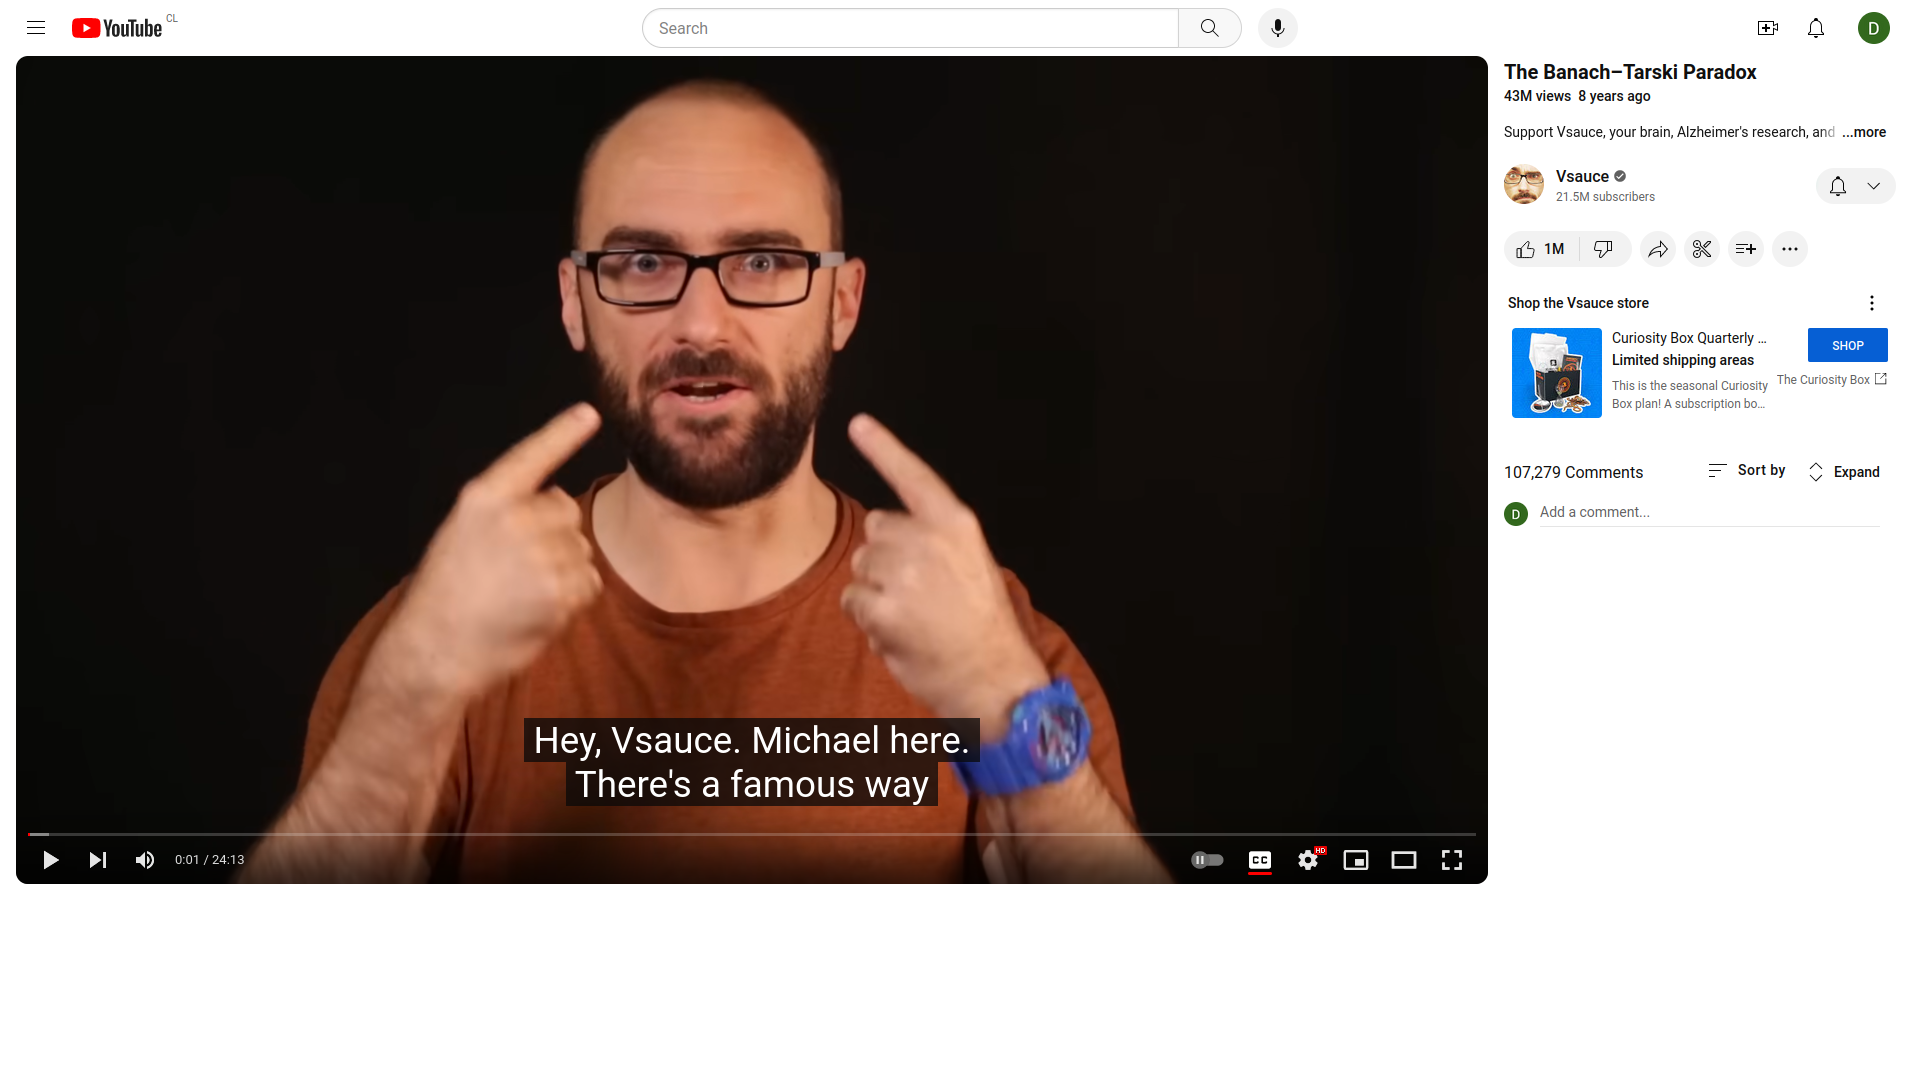 YouTube CL
Search
D
The Banach–Tarski Paradox
43M views 8 years ago
Support Vsauce, your brain, Alzheimer's research, and ...more
Vsauce
21.5M subscribers
1M
Shop the Vsauce store
Curiosity Box Quarterly ...
Limited shipping areas
This is the seasonal Curiosity
Box plan! A subscription bo...
SHOP
The Curiosity Box
107,279 Comments
Sort by
Expand
D
Add a comment...
Hey, Vsauce. Michael here.
There's a famous way
0:01 / 24:13
CC
HD